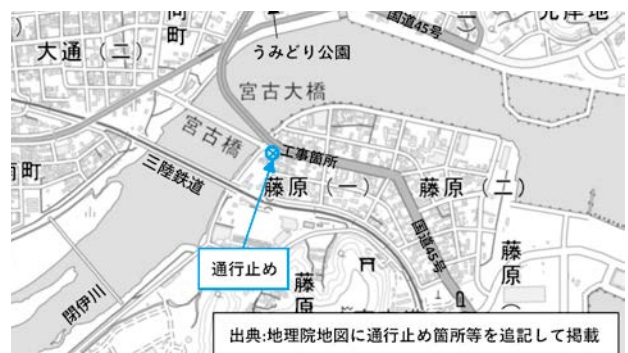 国道45号
大通(二)
うみどり公園
宮古大橋
宮古橋
工事箇所
三陸鉄道
藤原(一)
藤原(二)
国道45号
通行止め
藤原
藤原
閉伊川
出典:地理院地図に通行止め箇所等を追記して掲載